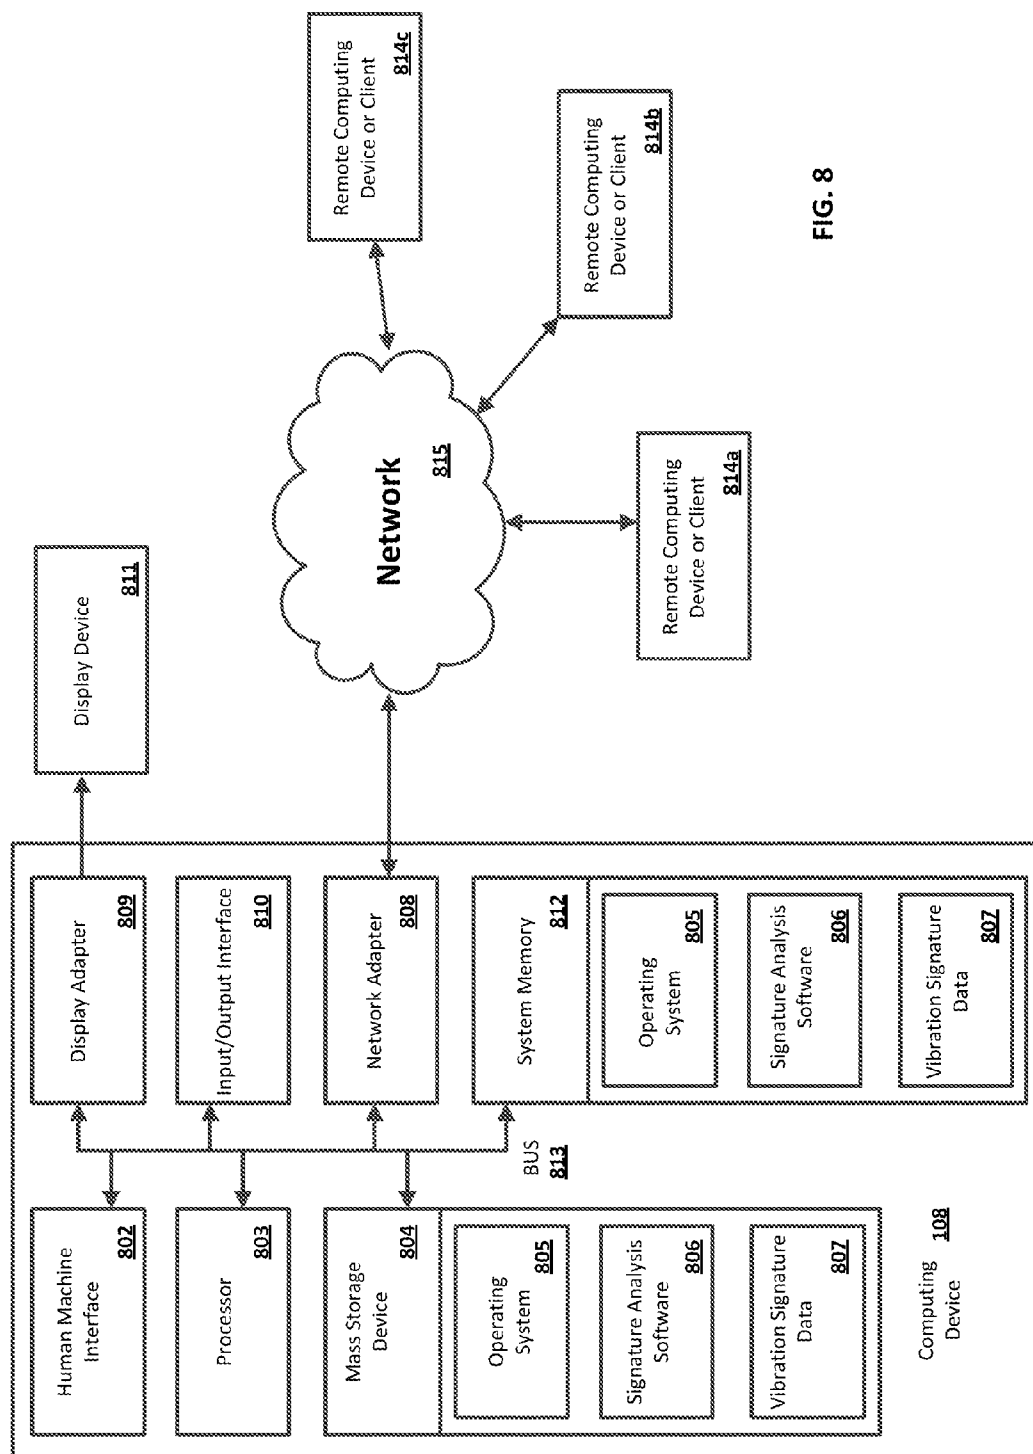 Human Machine
Interface
802
Processor
803
Mass Storage
Device
804
Operating
System
805
Signature Analysis
Software
806
Vibration Signature
Data
807
Computing
Device
108
BUS
813
Display Adapter
809
Input/Output Interface
810
Network Adapter
808
System Memory
812
Operating
System
805
Signature Analysis
Software
806
Vibration Signature
Data
807
Display Device
811
Network
815
Remote Computing
Device or Client
814a
Remote Computing
Device or Client
814b
Remote Computing
Device or Client
814c
FIG. 8